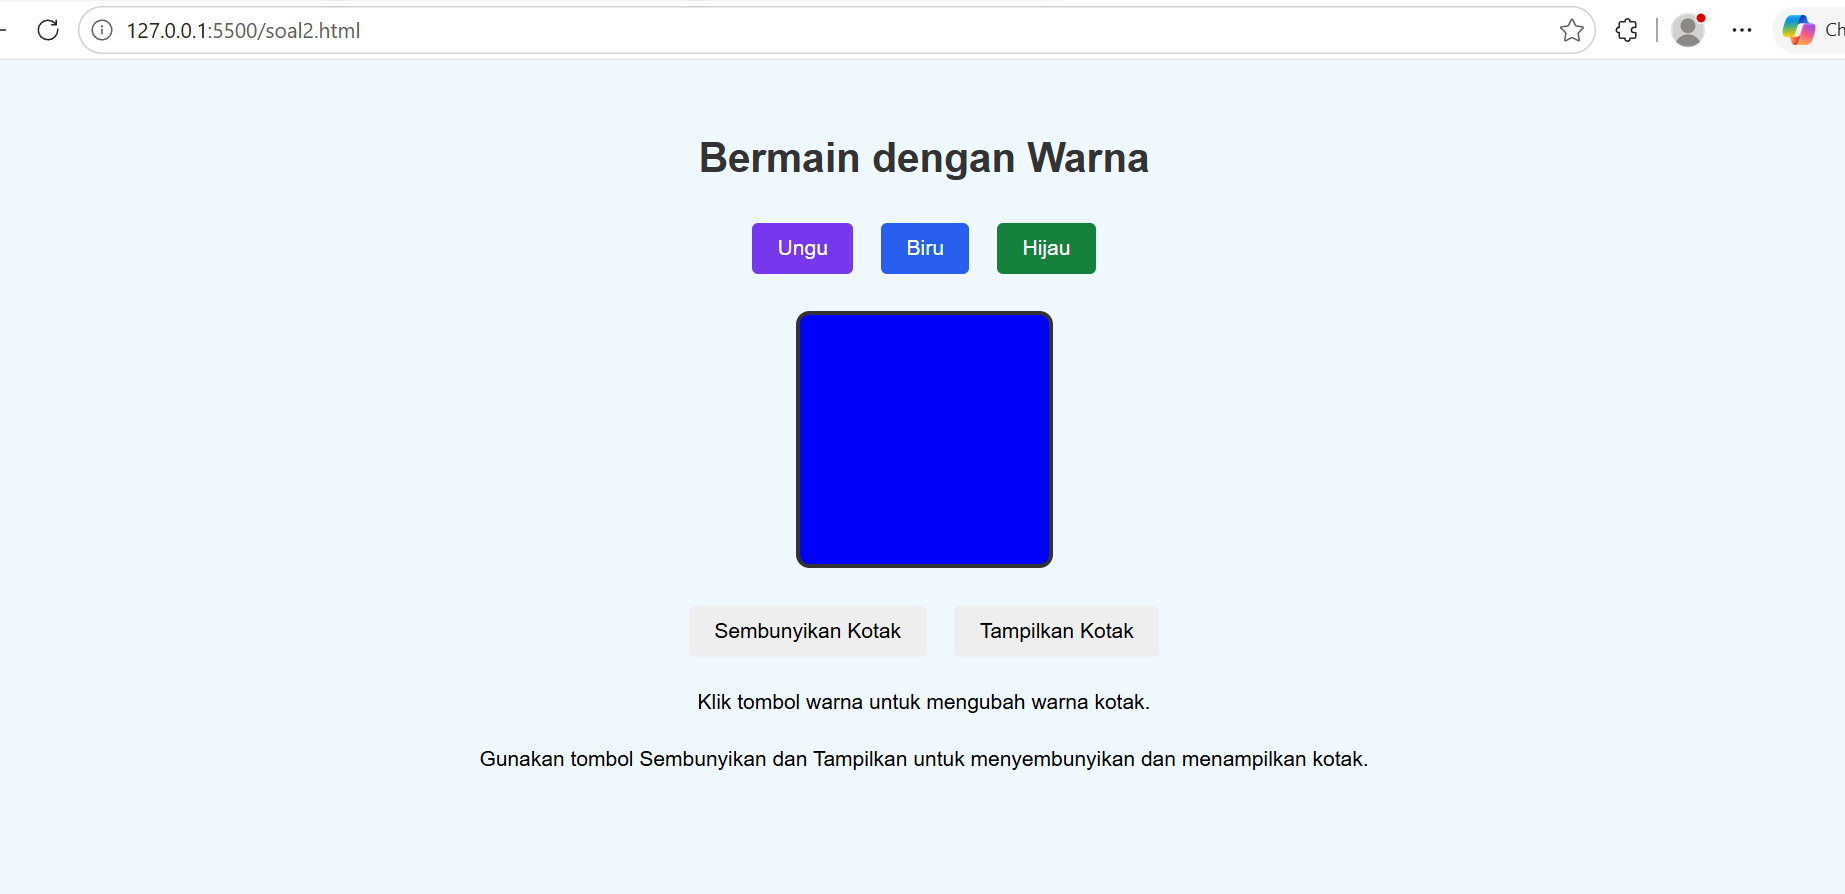 127.0.0.1:5500/soal2.html
Bermain dengan Warna
Ungu Biru Hijau
Sembunyikan Kotak Tampilkan Kotak
Klik tombol warna untuk mengubah warna kotak.
Gunakan tombol Sembunyikan dan Tampilkan untuk menyembunyikan dan menampilkan kotak.